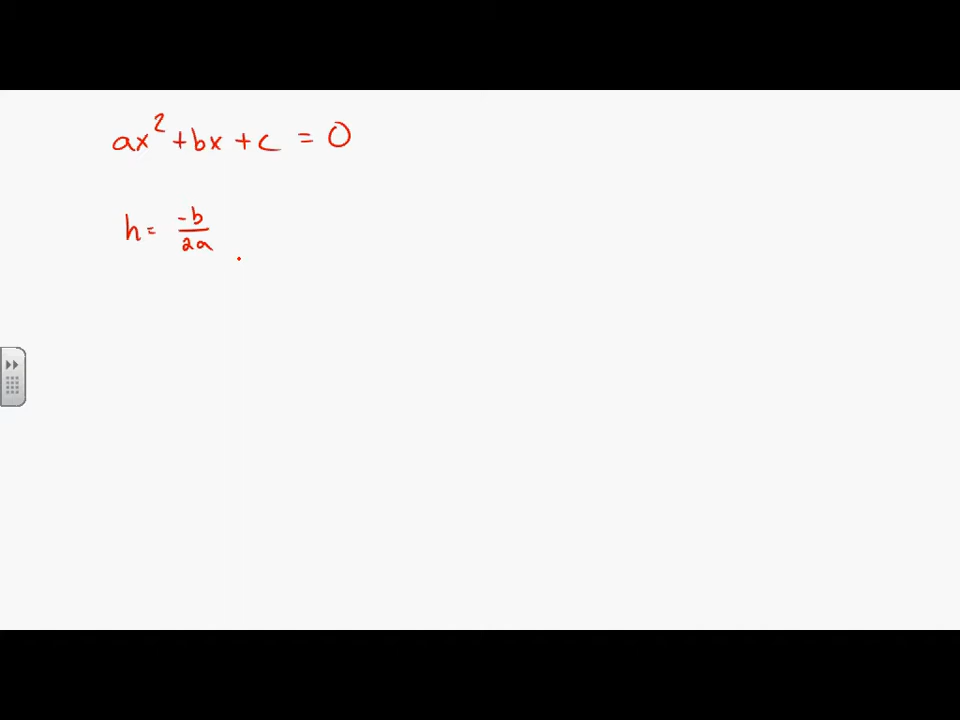 ax² + bx + c = 0
h = -b/2a